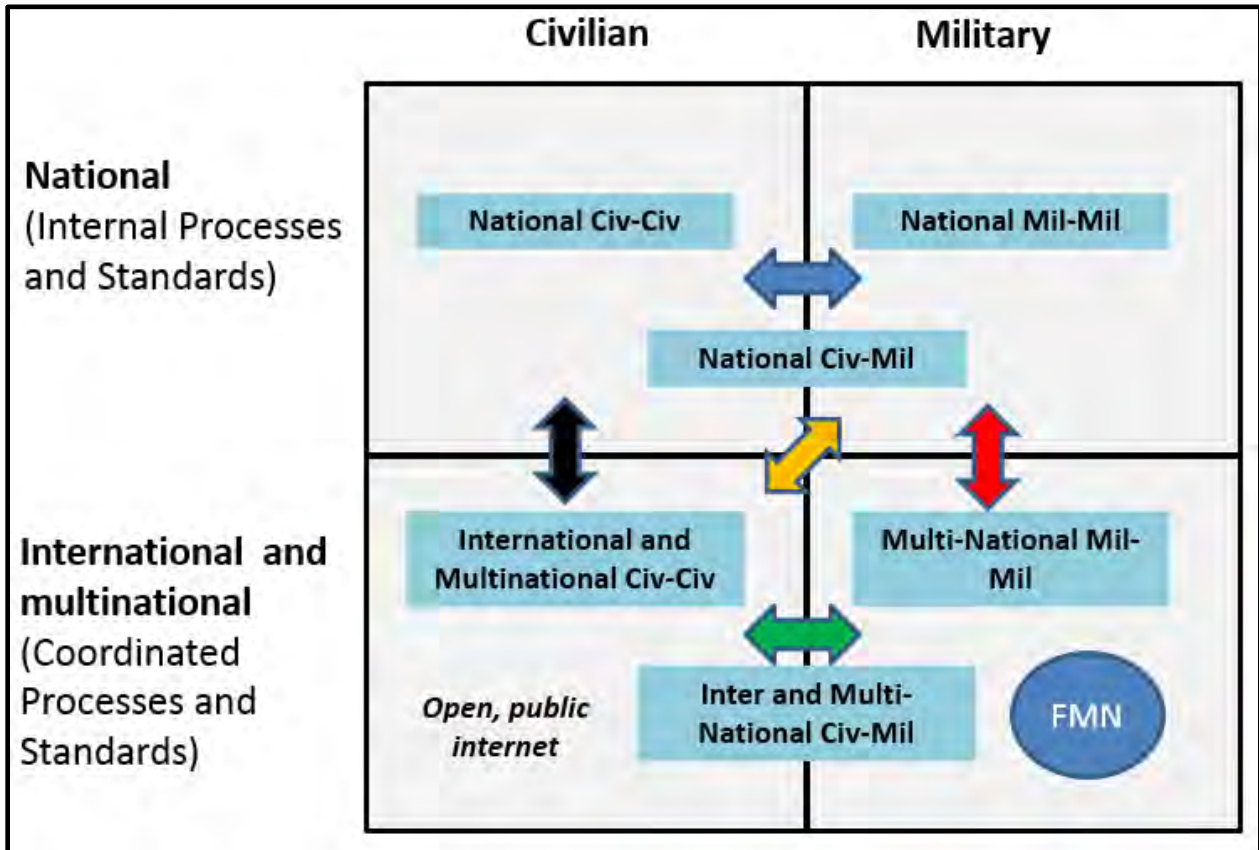 Civilian
Military
National
(Internal Processes
and Standards)
National Civ-Civ
National Mil-Mil
National Civ-Mil
International and
multinational
(Coordinated
Processes and
Standards)
International and
Multinational Civ-Civ
Multi-National Mil-
Mil
Open, public
internet
Inter and Multi-
National Civ-Mil
FMN